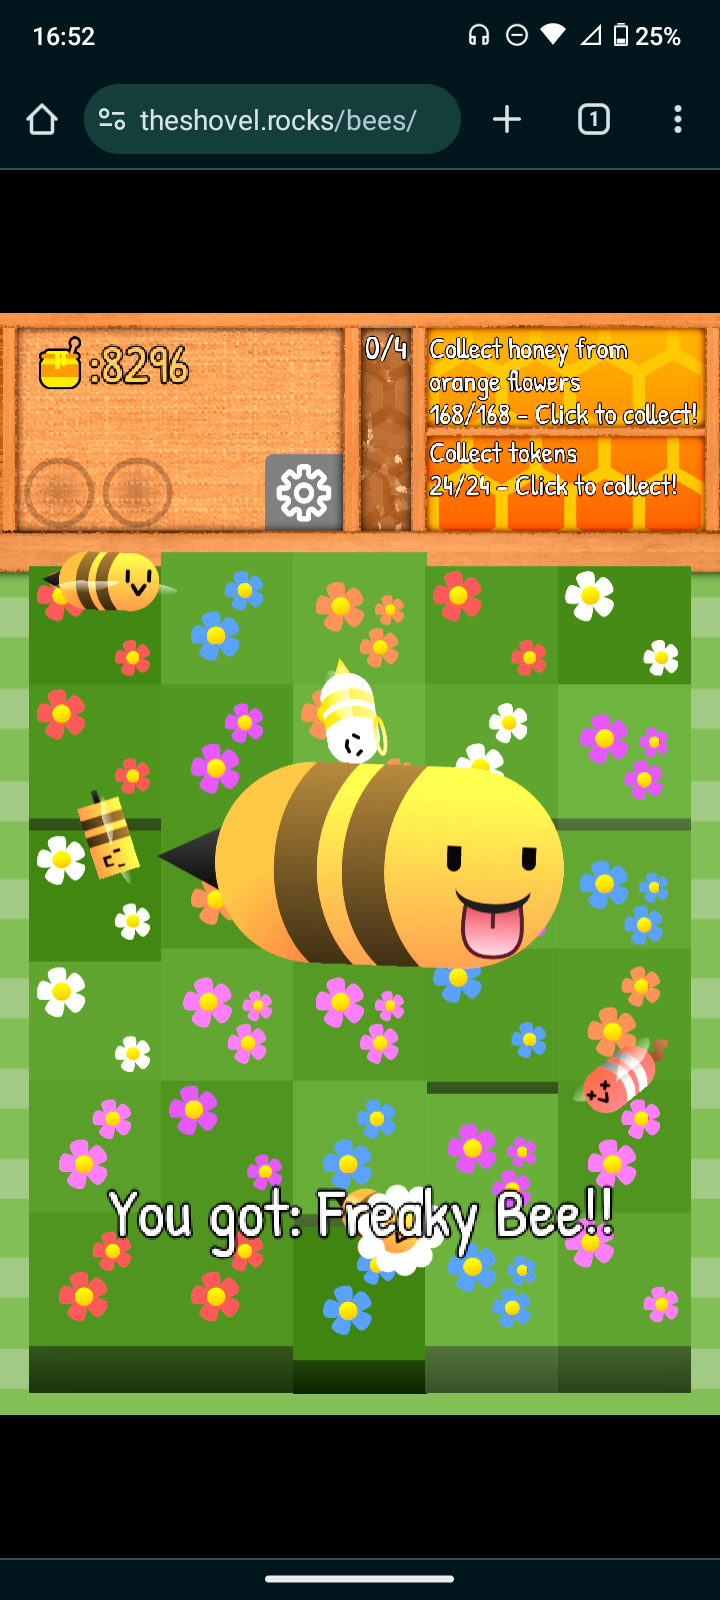 16:52
25%
theshovel.rocks/bees/
1
:8296
0/4
Collect honey from
orange flowers
168/168 - Click to collect!
Collect tokens
24/24 - Click to collect!
You got: Freaky Bee!!